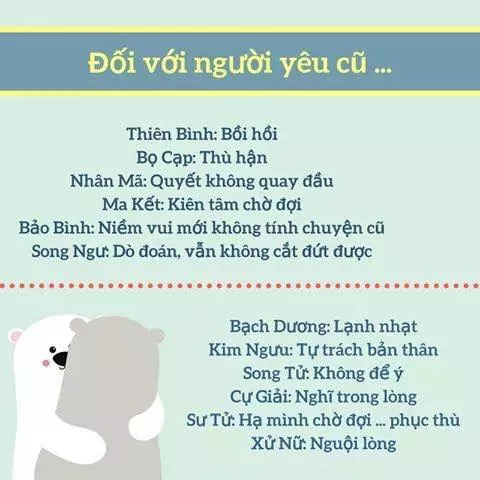 Đối với người yêu cũ ...
Thiên Bình: Bồi hồi
Bọ Cạp: Thù hận
Nhân Mã: Quyết không quay đầu
Ma Kết: Kiên tâm chờ đợi
Bảo Bình: Niềm vui mới không tính chuyện cũ
Song Ngư: Dò đoán, vẫn không cắt đứt được
Bạch Dương: Lạnh nhạt
Kim Ngưu: Tự trách bản thân
Song Tử: Không để ý
Cự Giải: Nghĩ trong lòng
Sư Tử: Hạ mình chờ đợi ... phục thù
Xử Nữ: Nguội lòng